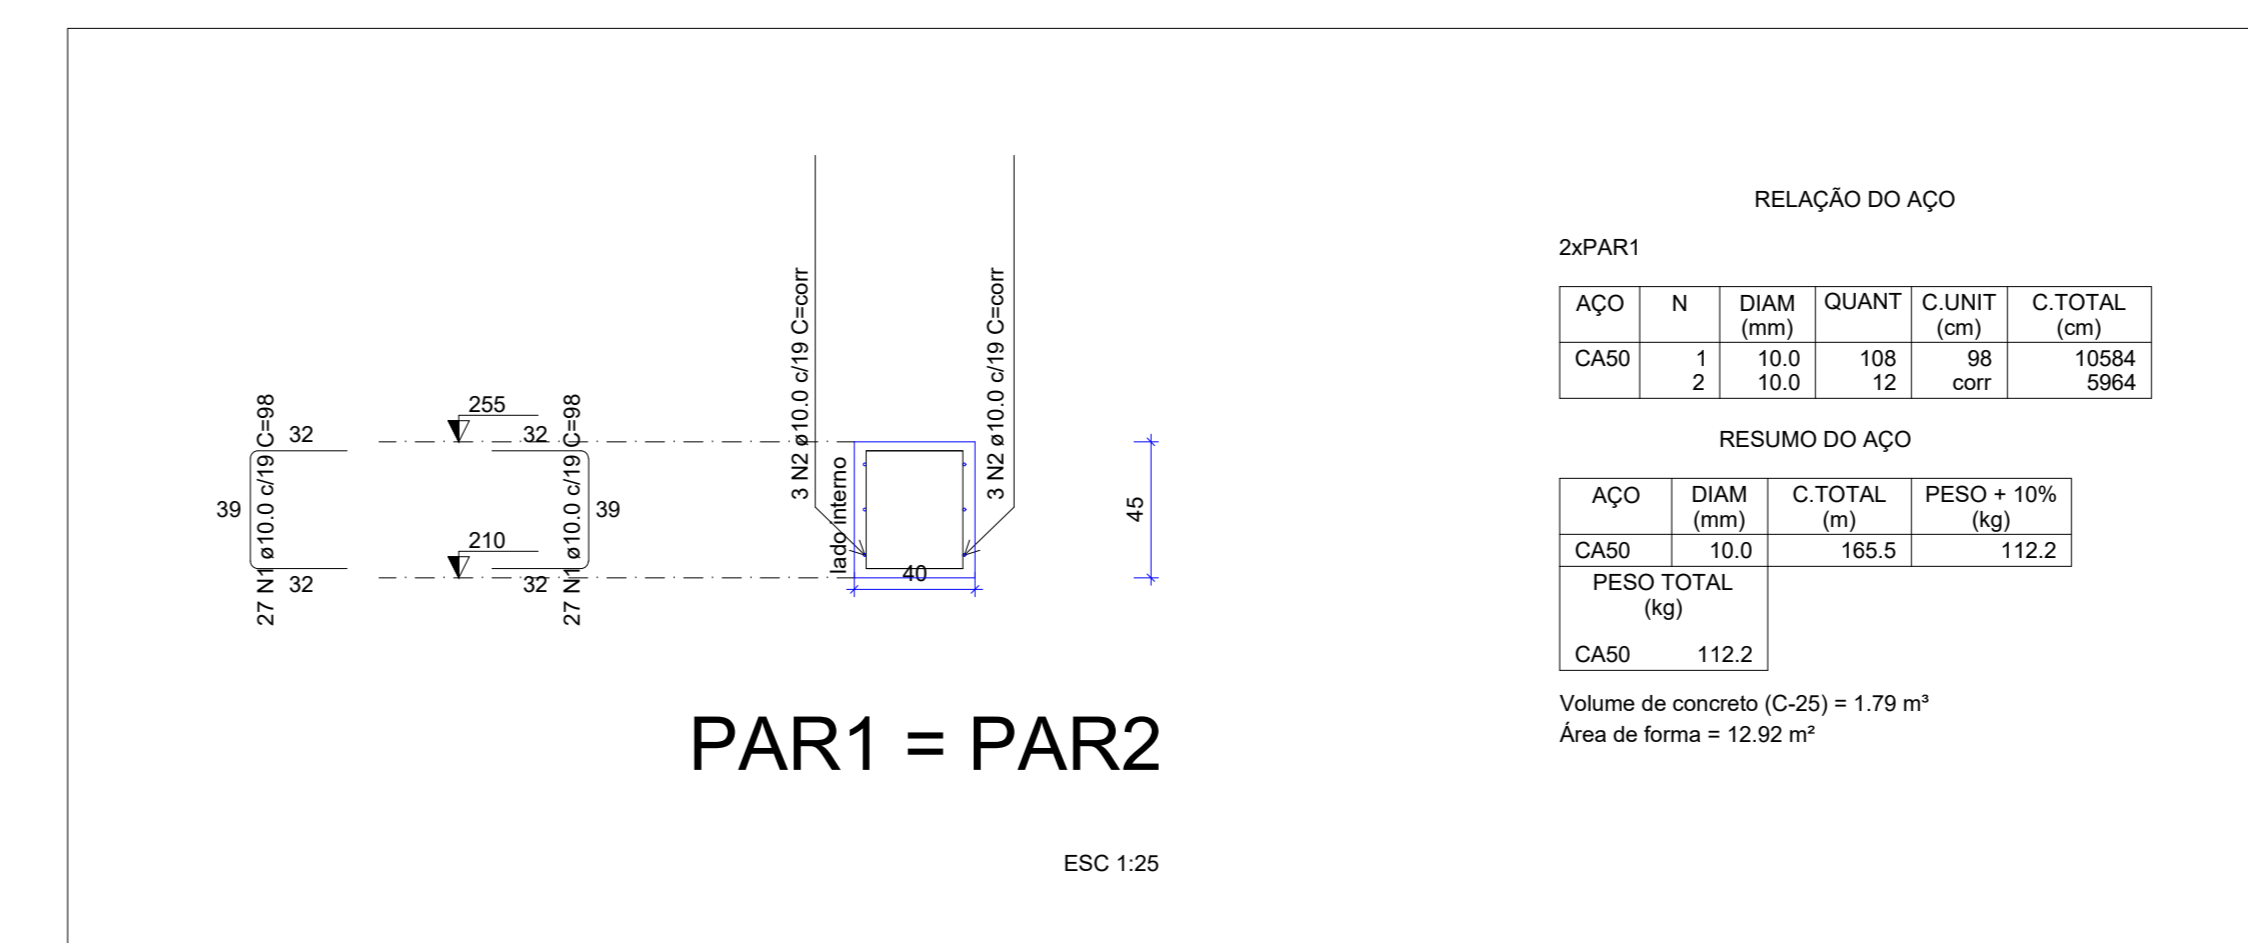 27 N1 ø10.0 c/19 C=98
32
39
32
255
210
32
27 N1 ø10.0 c/19 C=98
39
32
3 N2 ø10.0 c/19 C=corr
3 N2 ø10.0 c/19 C=corr
lado interno
40
45
PAR1 = PAR2
ESC 1:25
RELAÇÃO DO AÇO
2xPAR1
AÇO N DIAM QUANT C.UNIT C.TOTAL
(mm) (cm) (cm)
CA50 1 10.0 108 98 10584
2 10.0 12 corr 5964
RESUMO DO AÇO
AÇO DIAM C.TOTAL PESO + 10%
(mm) (m) (kg)
CA50 10.0 165.5 112.2
PESO TOTAL
(kg)
CA50 112.2
Volume de concreto (C-25) = 1.79 m³
Área de forma = 12.92 m²